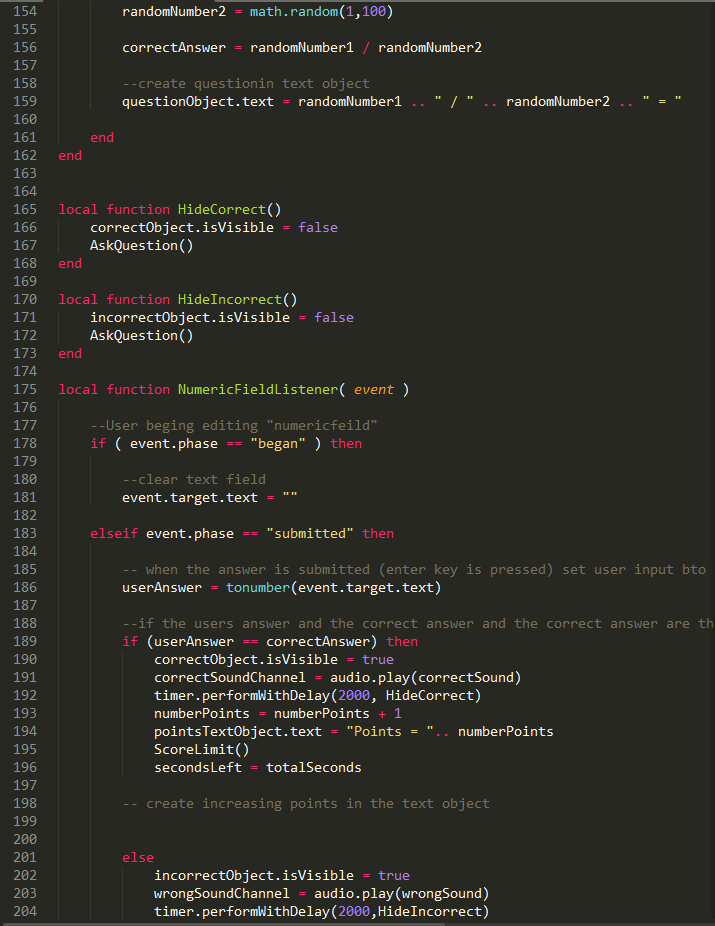 154 randomNumber2 = math.random(1,100)
155
156 correctAnswer = randomNumber1 / randomNumber2
157
158 --create questionin text object
159 questionObject.text = randomNumber1 .. " / " .. randomNumber2 .. " = "
160
161 end
162 end
163
164
165 local function HideCorrect()
166 correctObject.isVisible = false
167 AskQuestion()
168 end
169
170 local function HideIncorrect()
171 incorrectObject.isVisible = false
172 AskQuestion()
173 end
174
175 local function NumericFieldListener( event )
176
177 --User beging editing "numericfeild"
178 if ( event.phase == "began" ) then
179
180 --clear text field
181 event.target.text = ""
182
183 elseif event.phase == "submitted" then
184
185 -- when the answer is submitted (enter key is pressed) set user input bto
186 userAnswer = tonumber(event.target.text)
187
188 --if the users answer and the correct answer and the correct answer are th
189 if (userAnswer == correctAnswer) then
190 correctObject.isVisible = true
191 correctSoundChannel = audio.play(correctSound)
192 timer.performWithDelay(2000, HideCorrect)
193 numberPoints = numberPoints + 1
194 pointsTextObject.text = "Points = ".. numberPoints
195 ScoreLimit()
196 secondsLeft = totalSeconds
197
198 -- create increasing points in the text object
199
200
201 else
202 incorrectObject.isVisible = true
203 wrongSoundChannel = audio.play(wrongSound)
204 timer.performWithDelay(2000,HideIncorrect)